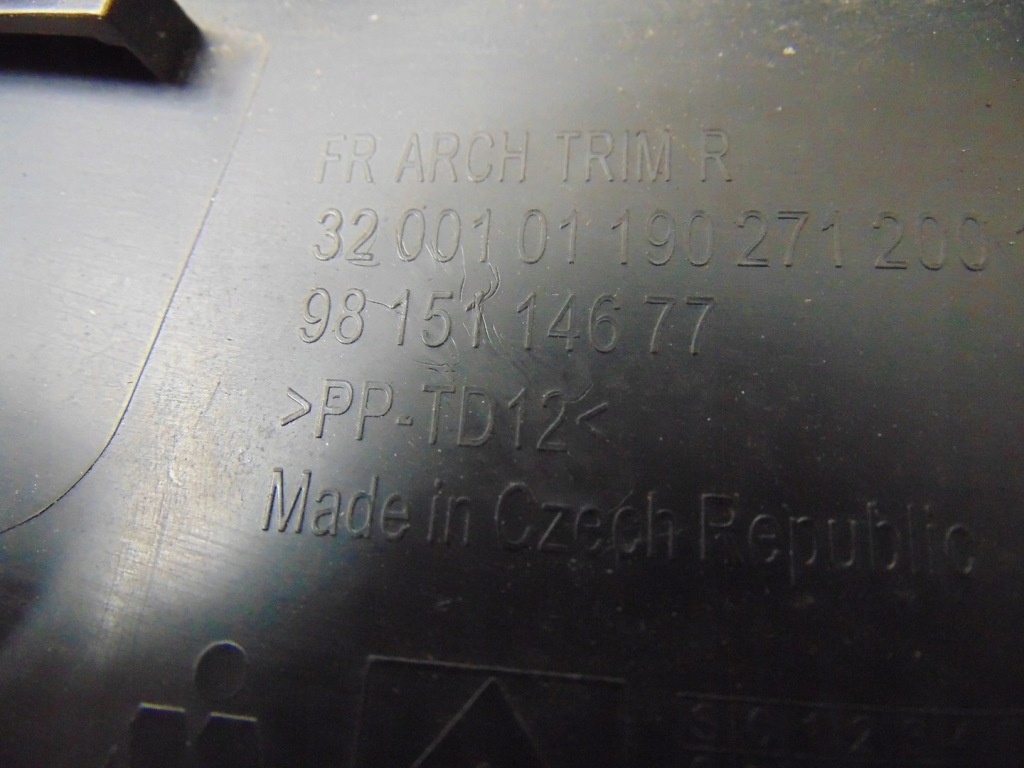 FR ARCH TRIM R
32 001 01 190 271 200
98 151 146 77
>PP-TD12<
Made in Czech Republic